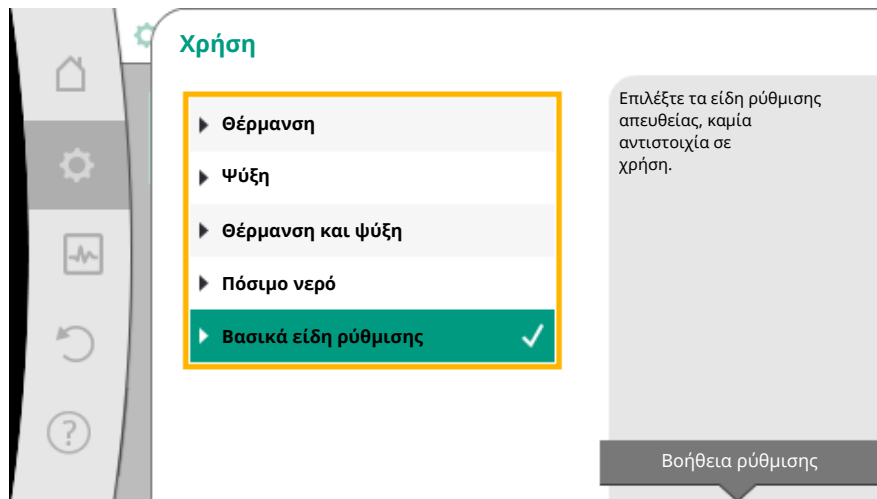 Χρήση
Θέρμανση
Ψύξη
Θέρμανση και ψύξη
Πόσιμο νερό
Βασικά είδη ρύθμισης
Επιλέξτε τα είδη ρύθμισης
απευθείας, καμία
αντιστοιχία σε
χρήση.
Βοήθεια ρύθμισης
?